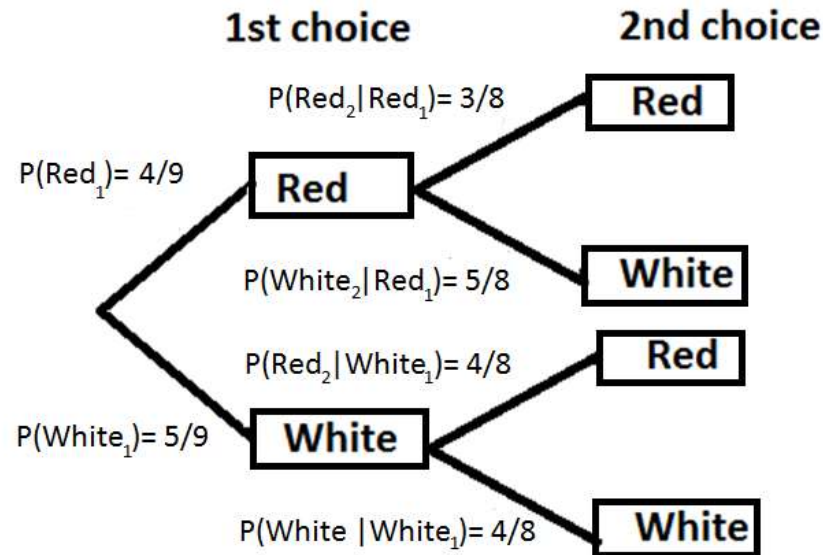 1st choice
2nd choice
P(Red₂|Red₁)= 3/8
Red
P(Red₁)= 4/9
Red
P(White₂|Red₁)= 5/8
White
P(Red₂|White₁)= 4/8
Red
P(White₁)= 5/9
White
P(White |White₁)= 4/8
White